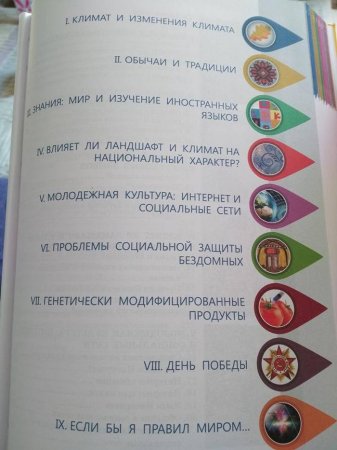 I. КЛИМАТ И ИЗМЕНЕНИЯ КЛИМАТА
II. ОБЫЧАИ И ТРАДИЦИИ
III. ЗНАНИЯ: МИР И ИЗУЧЕНИЕ ИНОСТРАННЫХ
ЯЗЫКОВ
IV. ВЛИЯЕТ ЛИ ЛАНДШАФТ И КЛИМАТ НА
НАЦИОНАЛЬНЫЙ ХАРАКТЕР?
V. МОЛОДЕЖНАЯ КУЛЬТУРА: ИНТЕРНЕТ И
СОЦИАЛЬНЫЕ СЕТИ
VI. ПРОБЛЕМЫ СОЦИАЛЬНОЙ ЗАЩИТЫ
БЕЗДОМНЫХ
VII. ГЕНЕТИЧЕСКИ МОДИФИЦИРОВАННЫЕ
ПРОДУКТЫ
VIII. ДЕНЬ ПОБЕДЫ
IX. ЕСЛИ БЫ Я ПРАВИЛ МИРОМ...